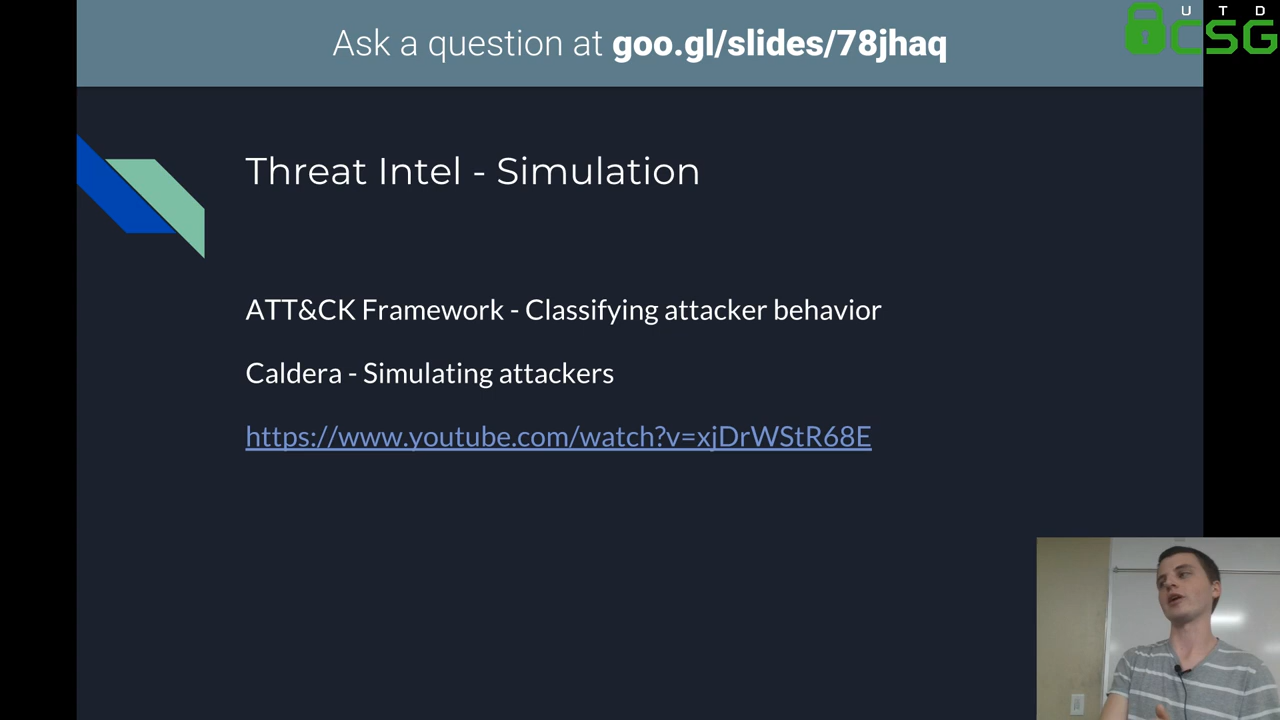 Ask a question at goo.gl/slides/78jhaq
UTD
CSG
Threat Intel - Simulation
ATT&CK Framework - Classifying attacker behavior
Caldera - Simulating attackers
https://www.youtube.com/watch?v=xjDrWStR68E